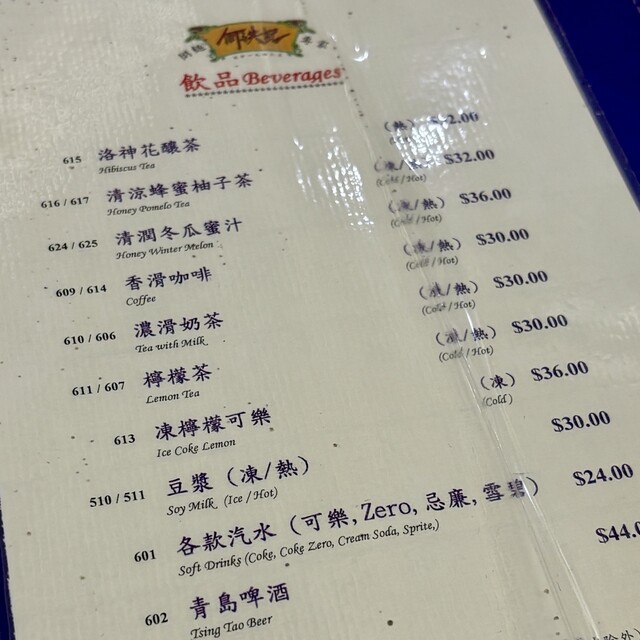 何洪記
飲品 Beverages
615 洛神花釀茶 (熱)
Hibiscus Tea
616 / 617 清涼蜂蜜柚子茶 (凍/熱) $32.00
Honey Pomelo Tea (Cold / Hot)
624 / 625 清潤冬瓜蜜汁 (凍/熱) $36.00
Honey Winter Melon (Cold / Hot)
609 / 614 香滑咖啡 (凍/熱) $30.00
Coffee (Cold / Hot)
610 / 606 濃滑奶茶 (凍/熱) $30.00
Tea with Milk (Cold / Hot)
611 / 607 檸檬茶 (凍/熱) $30.00
Lemon Tea (Cold / Hot)
613 凍檸檬可樂 (凍) $36.00
Ice Coke Lemon (Cold)
510 / 511 豆漿 (凍/熱) $30.00
Soy Milk (Ice / Hot)
601 各款汽水 (可樂, Zero, 忌廉, 雪碧) $24.00
Soft Drinks (Coke, Coke Zero, Cream Soda, Sprite,)
602 青島啤酒
Tsing Tao Beer